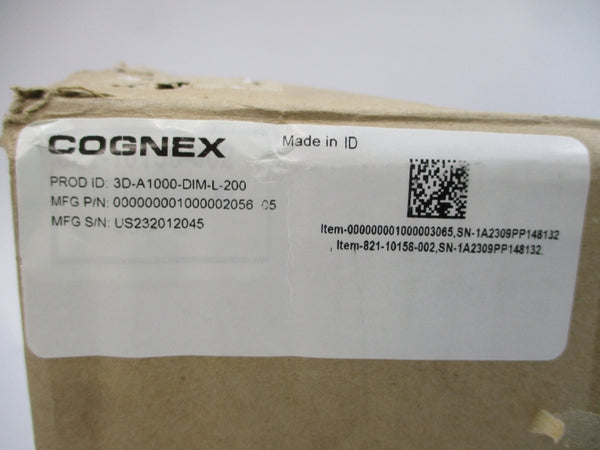 COGNEX
Made in ID
PROD ID: 3D-A1000-DIM-L-200
MFG P/N: 000000001000002056 05
MFG S/N: US232012045
Item-000000001000003065,SN-1A2309PP148132
, Item-821-10158-002,SN-1A2309PP148132.